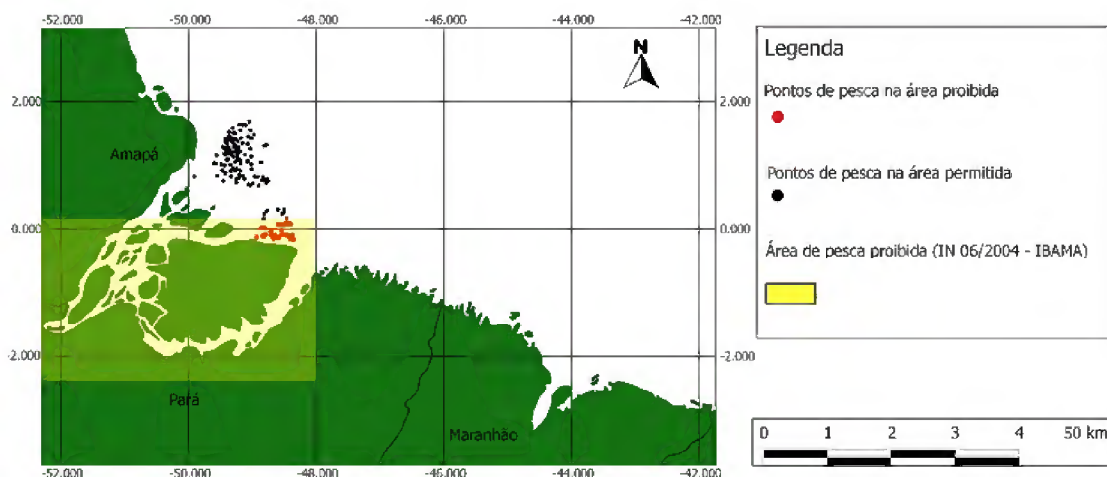 -52.000 -50.000 -48.000 -46.000 -44.000 -42.000
N
2.000 2.000
Amapá
0.000 0.000
-2.000 -2.000
Pará
Maranhão
-52.000 -50.000 -48.000 -46.000 -44.000 -42.000
Legenda
Pontos de pesca na área proibida
Pontos de pesca na área permitida
Área de pesca proibida (IN 06/2004 - IBAMA)
0 1 2 3 4 50 km